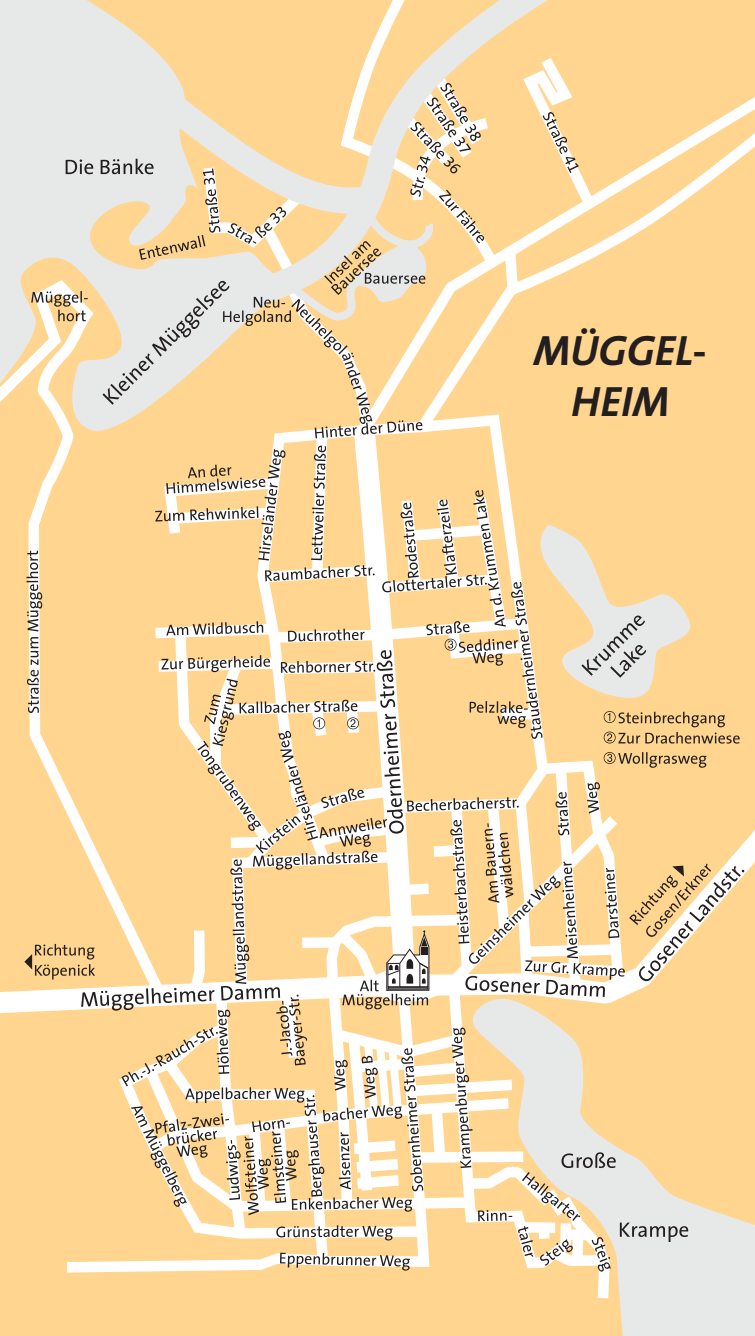 Straße 38
Straße 37
Straße 36
Str. 34
Straße 41
Die Bänke
Straße 31
Stra-
ße 33
Zur Fähre
Entenwall
Insel am
Bauersee
Bauersee
Müggel-
hort
Kleiner Müggelsee
Neu-
Helgoland
Neuhelgoländer Weg
MÜGGEL-
HEIM
Hinter der Düne
An der
Himmelswiese
Zum Rehwinkel
Hirseländer Weg
Lettweiler Straße
Rodestraße
Klafterzeile
An d. Krummen Lake
Raumbacher Str.
Glottertaler Str.
Straße zum Müggelhort
Am Wildbusch
Duchrother
Straße
③ Seddiner
Weg
Staudernheimer Straße
Krumme
Lake
Zur Bürgerheide
Rehborner Str.
Zum
Kiesgrund
Kallbacher Straße
①
②
Pelzlake-
weg
① Steinbrechgang
② Zur Drachenwiese
③ Wollgrasweg
Odernheimer Straße
Tongrubenweg
Hirseländer Weg
Kirstein
Straße
Annweiler
Weg
Müggellandstraße
Becherbacherstr.
Heisterbachstraße
Am Bauern-
wäldchen
Meisenheimer
Straße
Darsteiner
Weg
Geinsheimer Weg
Müggellandstraße
Richtung
Gosen/Erkner
Gosener Landstr.
Richtung
Köpenick
Zur Gr. Krampe
Müggelheimer Damm
Alt
Müggelheim
Gosener Damm
J.-Jacob-
Baeyer-Str.
Höheweg
Ph.-J.-Rauch-Str.
Weg
Weg B
Sobernheimer Straße
Krampenburger Weg
Appelbacher Weg
Am Müggelberg
Pfalz-Zwei-
brücker
Weg
Horn-
bacher Weg
Ludwigs-
Wolfsteiner
Weg
Elmsteiner
Weg
Berghauser Str.
Alsenzer
Große
Krampe
Hallgarter
Steig
Enkenbacher Weg
Rinn-
taler
Steig
Grünstadter Weg
Eppenbrunner Weg